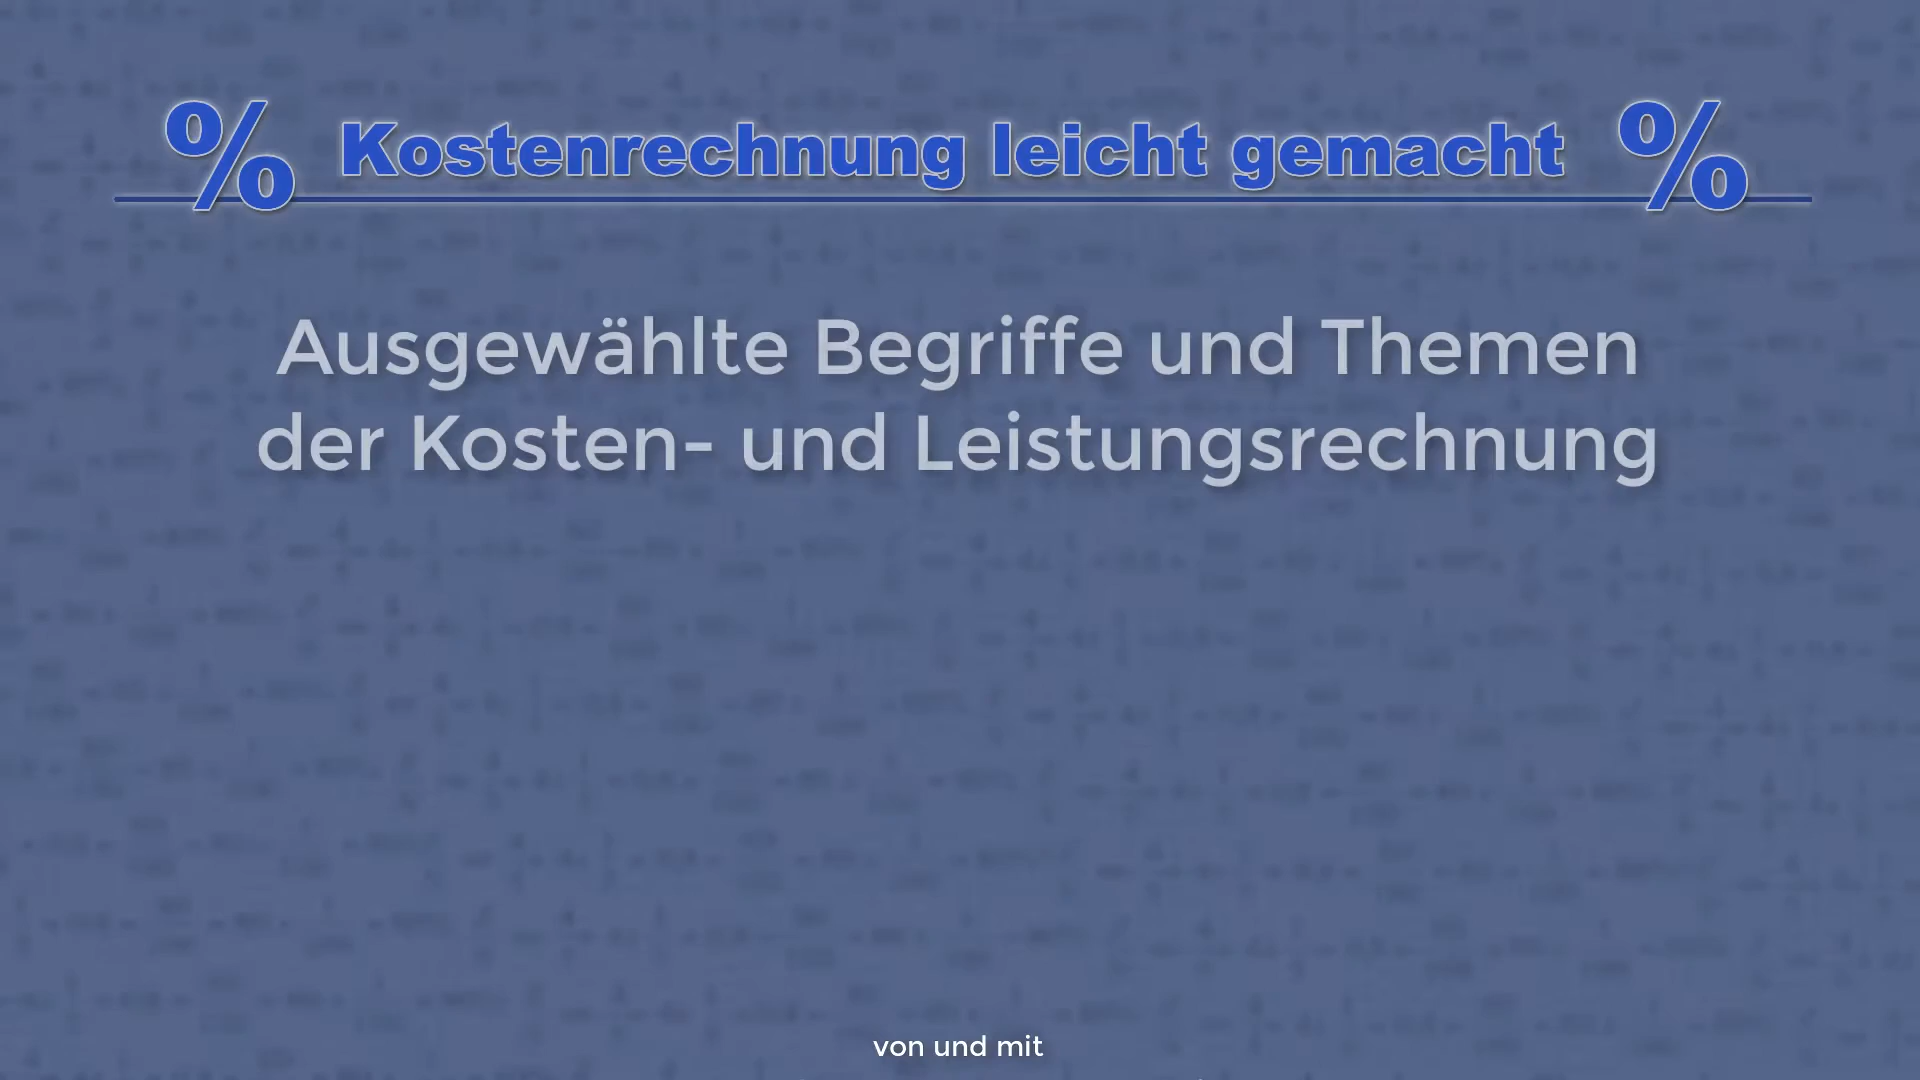 % Kostenrechnung leicht gemacht %
Ausgewählte Begriffe und Themen
der Kosten- und Leistungsrechnung
von und mit